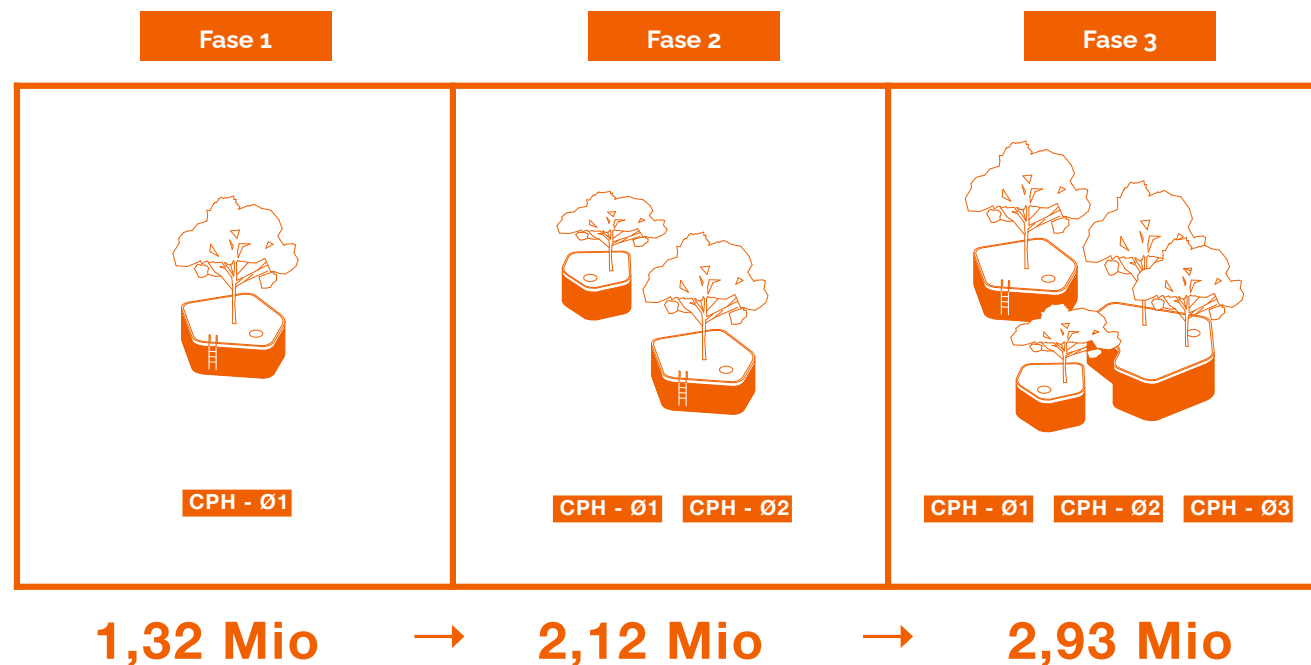 Fase 1
Fase 2
Fase 3
CPH - Ø1
CPH - Ø1 CPH - Ø2
CPH - Ø1 CPH - Ø2 CPH - Ø3
1,32 Mio → 2,12 Mio → 2,93 Mio